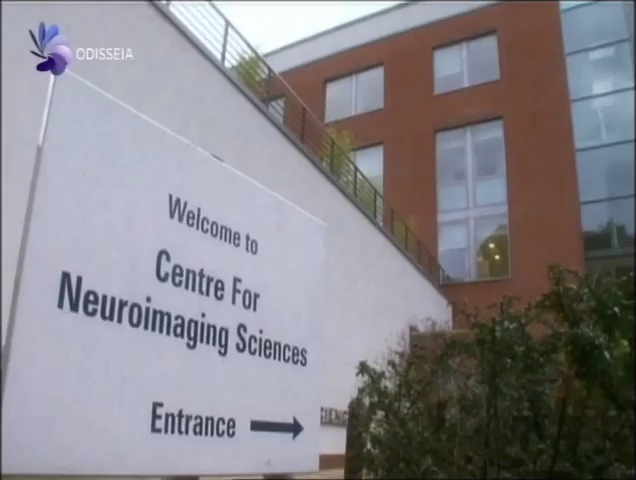 ODISSEIA
Welcome to
Centre For
Neuroimaging Sciences
Entrance